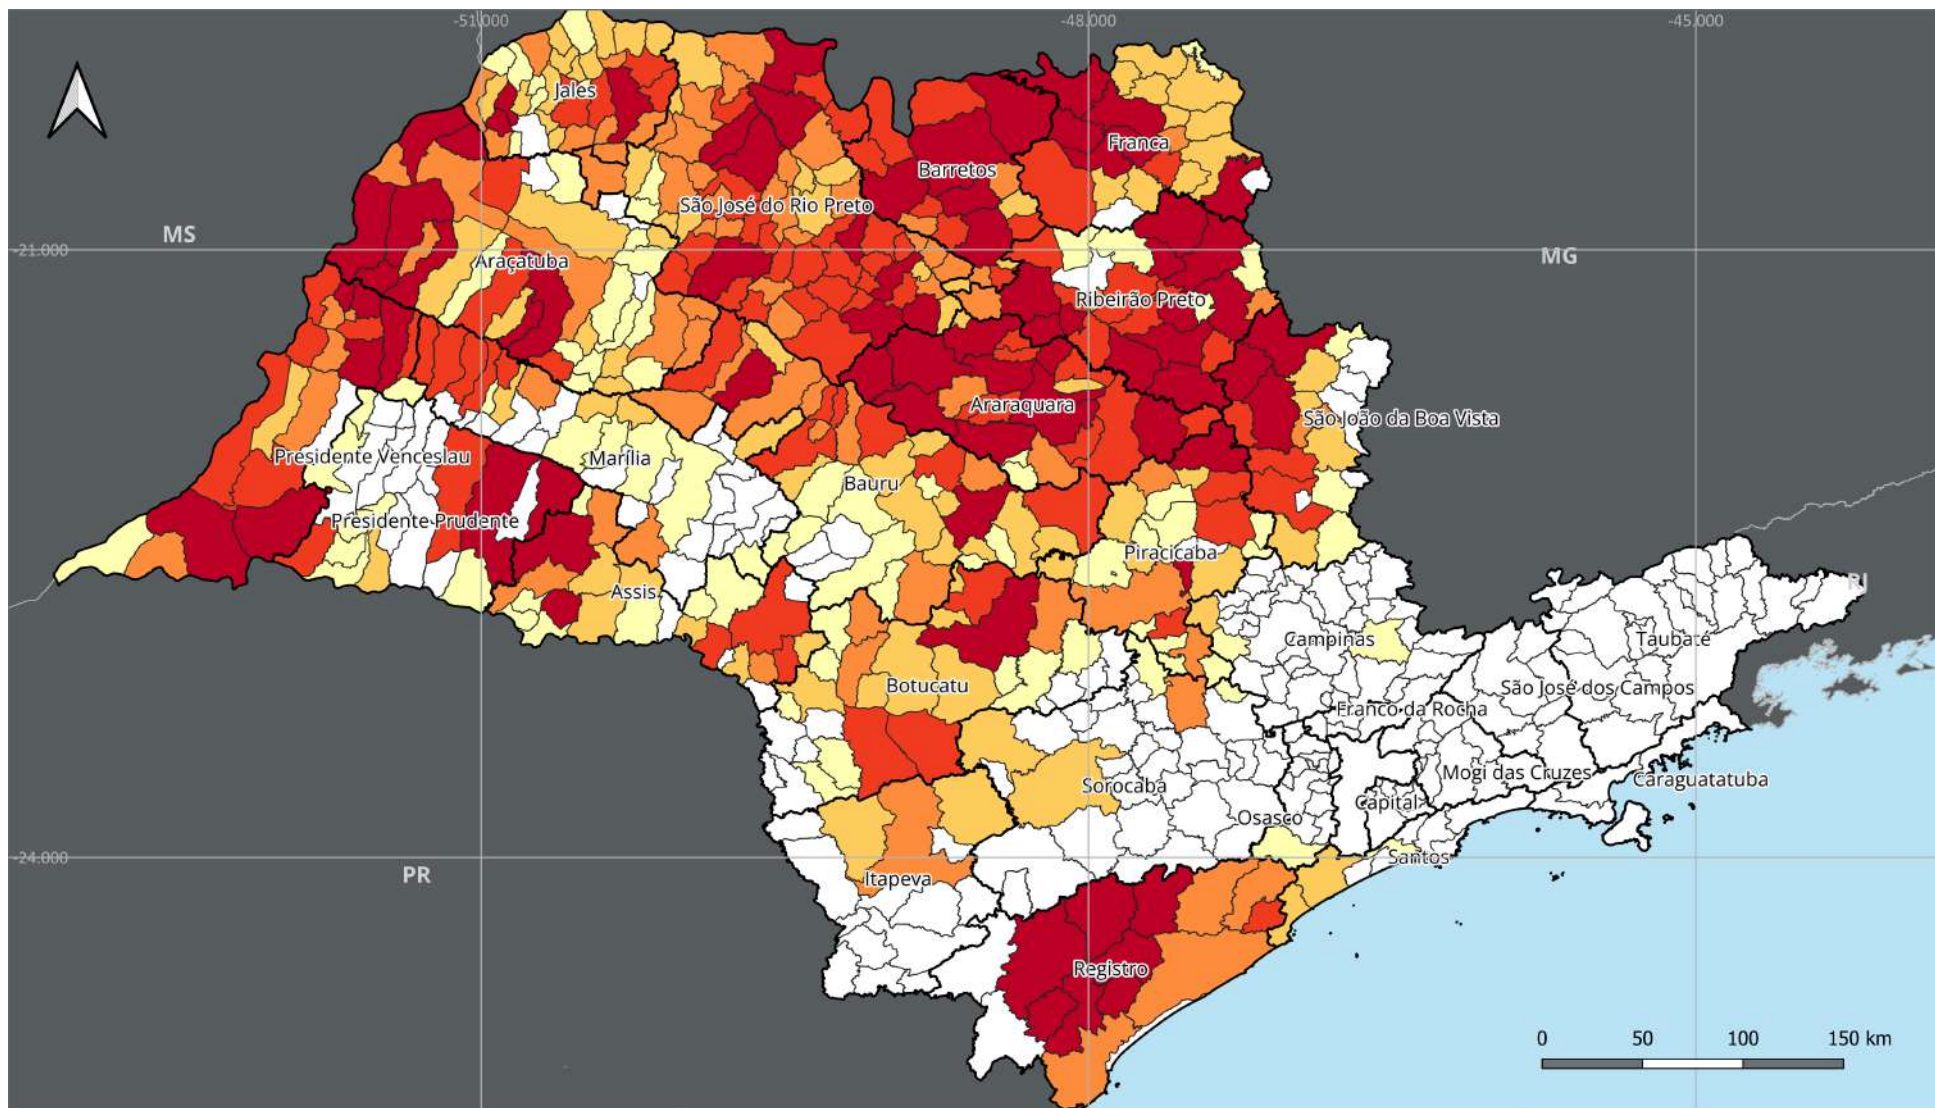 -51.000
-48.000
-45.000
Jales
Franca
Barretos
São José do Rio Preto
MS
-21.000
MG
Araçatuba
Ribeirão Preto
Araraquara
São João da Boa Vista
Presidente Venceslau
Marília
Bauru
Presidente Prudente
Piracicaba
RJ
Assis
Campinas
Taubaté
Botucatu
São José dos Campos
Franco da Rocha
Mogi das Cruzes
Caraguatatuba
Sorocaba
Capital
Osasco
-24.000
Santos
PR
Itapeva
Registro
0 50 100 150 km